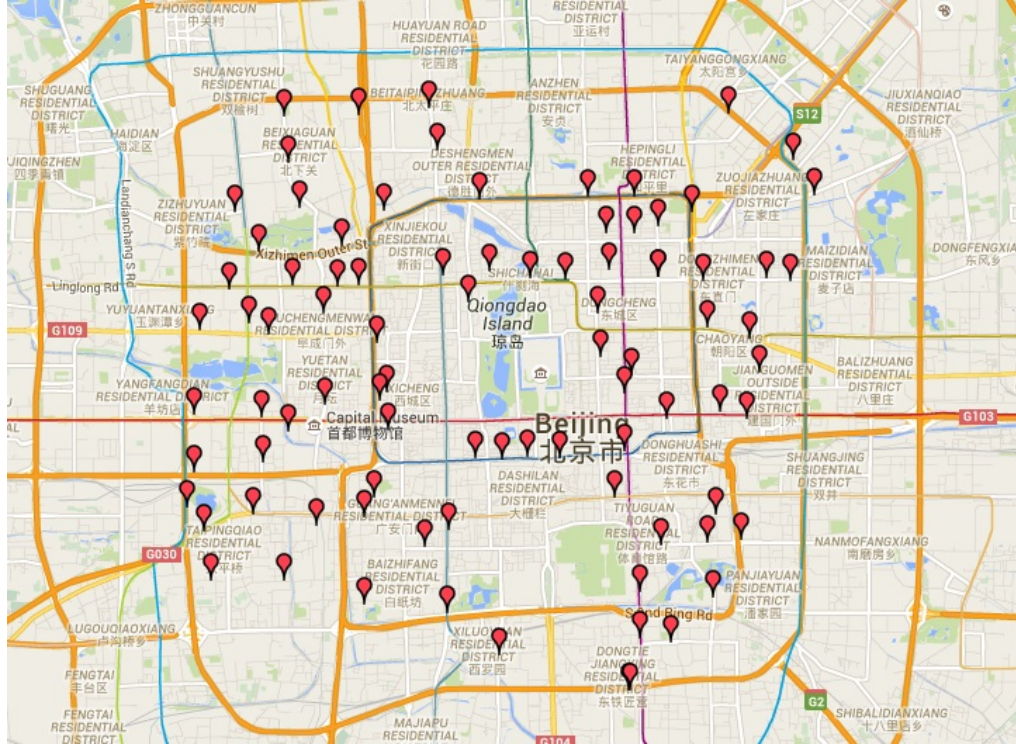 ZHONGGUANCUN
中关村
HUAYUAN ROAD
RESIDENTIAL
DISTRICT
花园路
RESIDENTIAL
DISTRICT
亚运村
TAIYANGGONGXIANG
太阳宫乡
SHUANGYUSHU
RESIDENTIAL
DISTRICT
双榆树
SHUGUANG
曙光
BEITAIPINGZHUANG
北太平庄
ANZHEN
RESIDENTIAL
DISTRICT
安贞
JIUXIANQIAO
RESIDENTIAL
DISTRICT
酒仙桥
S12
HAIDIAN
海淀区
BEIXIAGUAN
RESIDENTIAL
DISTRICT
北下关
DESHENGMEN
OUTER RESIDENTIAL
DISTRICT
HEPINGLI
RESIDENTIAL
DISTRICT
和平里
四季青镇
ZUOJIAZHUANG
RESIDENTIAL
DISTRICT
左家庄
ZIZHUYUAN
RESIDENTIAL
DISTRICT
紫竹院
Landianchang S Rd
XINJIEKOU
RESIDENTIAL
DISTRICT
新街口
Xizhimen Outer St
SHICHAHAI
什刹海
RESIDENTIAL
DISTRICT
东直门
MAIZIDIAN
RESIDENTIAL
DISTRICT
麦子店
东风乡
Linglong Rd
YUYUANTANXIANG
玉渊潭乡
Qiongdao
Island
琼岛
DONGCHENG
东城区
G109
RESIDENTIAL DISTRICT
阜成门外
CHAOYANG
朝阳区
YUETAN
RESIDENTIAL
DISTRICT
月坛
JIANGUOMEN
OUTSIDE
RESIDENTIAL
DISTRICT
建国门外
BALIZHUANG
八里庄
YANGFANGDIAN
RESIDENTIAL
DISTRICT
羊坊店
XICHENG
西城区
Capital Museum
首都博物馆
Beijing
北京市
G103
DONGHUASHI
RESIDENTIAL
DISTRICT
东花市
SHUANGJING
RESIDENTIAL
DISTRICT
双井
DASHILAN
RESIDENTIAL
DISTRICT
大栅栏
GUANG'ANMENNEI
RESIDENTIAL DISTRICT
广安门
TIYUGUAN
ROAD
RESIDENTIAL
DISTRICT
体育馆路
TAIPINGQIAO
RESIDENTIAL
DISTRICT
NANMOFANGXIANG
南磨房乡
G030
BAIZHIFANG
RESIDENTIAL
DISTRICT
白纸坊
PANJIAYUAN
RESIDENTIAL
DISTRICT
潘家园
S 2nd Ring Rd
LUGOUQIAOXIANG
卢沟桥乡
XILUOYUAN
RESIDENTIAL
DISTRICT
西罗园
DONGTIE
JIANGYING
RESIDENTIAL
DISTRICT
东铁匠营
FENGTAI
丰台区
G2
SHIBALIDIANXIANG
十八里店乡
FENGTAI
RESIDENTIAL
DISTRICT
MAJIAPU
RESIDENTIAL
G104